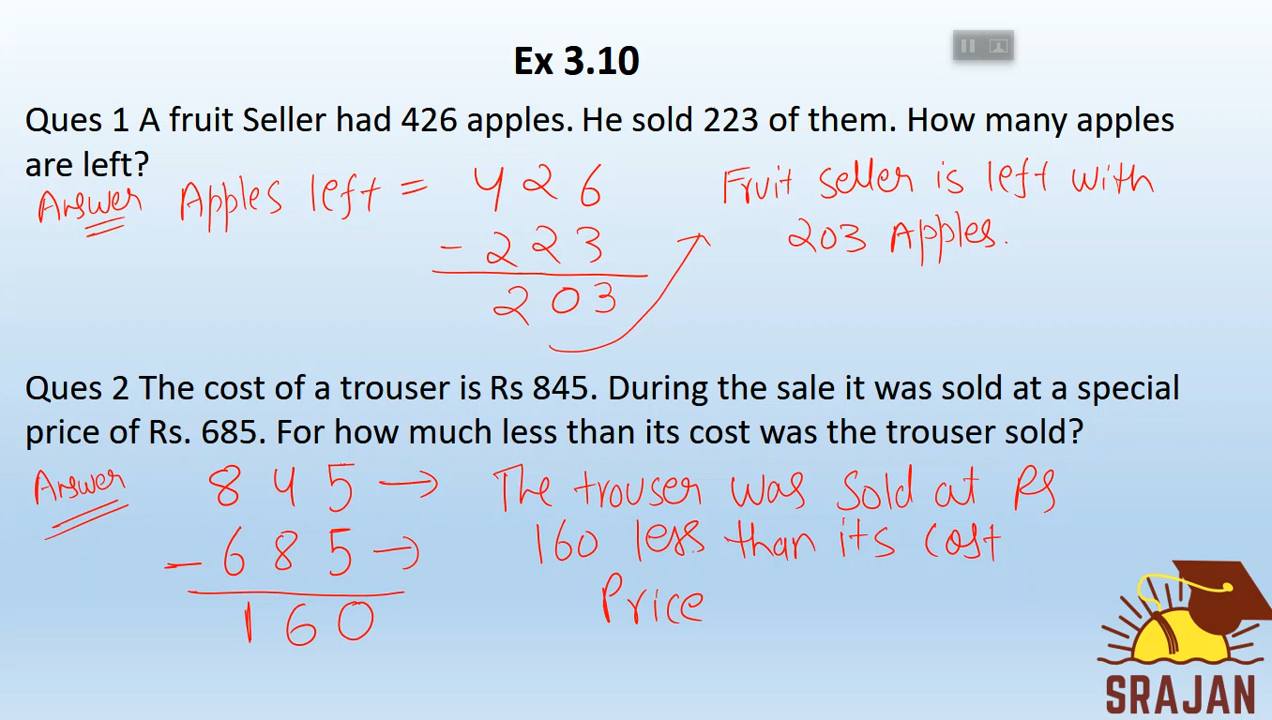 Ex 3.10
Ques 1 A fruit Seller had 426 apples. He sold 223 of them. How many apples
are left?
Answer Apples left = 426
- 223
203
Fruit seller is left with
203 Apples.
Ques 2 The cost of a trouser is Rs 845. During the sale it was sold at a special
price of Rs. 685. For how much less than its cost was the trouser sold?
Answer
845 →
- 685 →
160
The trouser was sold at Rs
160 less than its cost
Price
SRAJAN